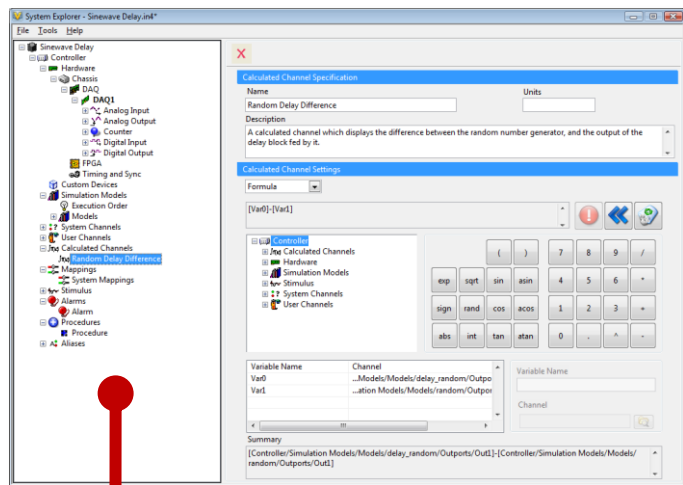 System Explorer - Sinewave Delay.in4*
File Tools Help
Sinewave Delay
Controller
Hardware
Chassis
DAQ
DAQ1
Analog Input
Analog Output
Counter
Digital Input
Digital Output
FPGA
Timing and Sync
Custom Devices
Simulation Models
Execution Order
Models
System Channels
User Channels
Calculated Channels
Random Delay Difference
Mappings
System Mappings
Stimulus
Alarms
Alarm
Procedures
Procedure
Aliases
Calculated Channel Specification
Name Units
Random Delay Difference
Description
A calculated channel which displays the difference between the random number generator, and the output of the
delay block fed by it.
Calculated Channel Settings
Formula
[Var0]-[Var1]
Controller
Calculated Channels
Hardware
Simulation Models
Stimulus
System Channels
User Channels
( ) 7 8 9 /
exp sqrt sin asin 4 5 6 *
sign rand cos acos 1 2 3 +
abs int tan atan 0 . ^ -
Variable Name Channel
Var0 ...Models/Models/delay_random/Outpo
Var1 ...ation Models/Models/random/Outpor
Variable Name
Channel
Summary
[Controller/Simulation Models/Models/delay_random/Outports/Out1]-[Controller/Simulation Models/Models/
random/Outports/Out1]